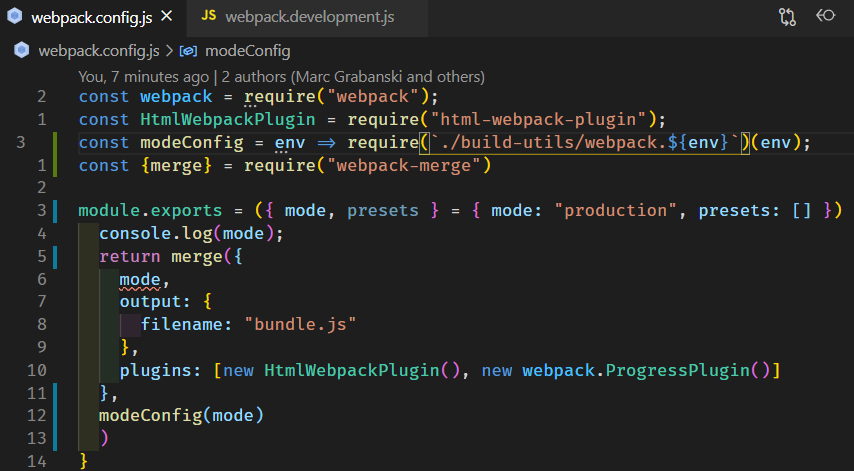 webpack.config.js × JS webpack.development.js
webpack.config.js > modeConfig
You, 7 minutes ago | 2 authors (Marc Grabanski and others)
2 const webpack = require("webpack");
1 const HtmlWebpackPlugin = require("html-webpack-plugin");
3 const modeConfig = env => require(`./build-utils/webpack.${env}`)(env);
1 const {merge} = require("webpack-merge")
2
3 module.exports = ({ mode, presets } = { mode: "production", presets: [] })
4 console.log(mode);
5 return merge({
6 mode,
7 output: {
8 filename: "bundle.js"
9 },
10 plugins: [new HtmlWebpackPlugin(), new webpack.ProgressPlugin()]
11 },
12 modeConfig(mode)
13 )
14 }